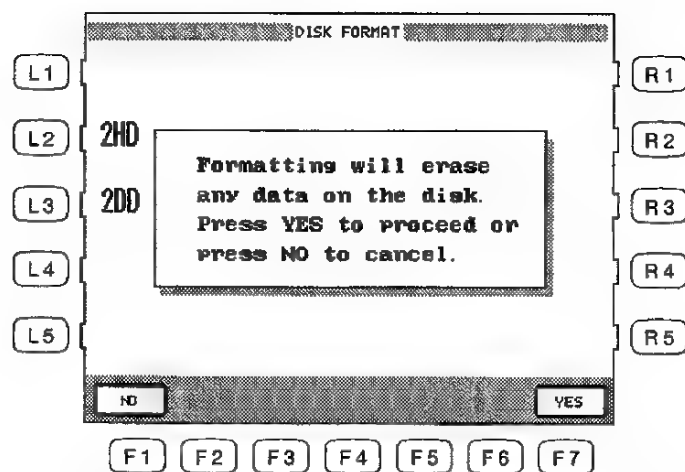 DISK FORMAT
L1
R1
L2
2HD
R2
Formatting will erase
any data on the disk.
Press YES to proceed or
press NO to cancel.
L3
2DD
R3
L4
R4
L5
R5
NO
YES
F1 F2 F3 F4 F5 F6 F7